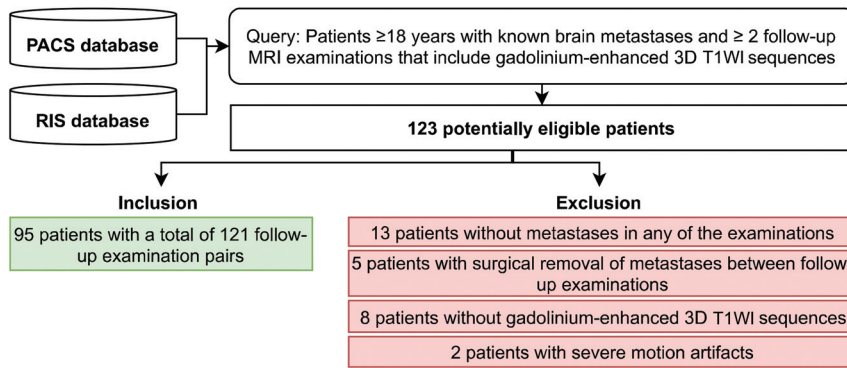 PACS database
RIS database
Query: Patients ≥18 years with known brain metastases and ≥ 2 follow-up
MRI examinations that include gadolinium-enhanced 3D T1WI sequences
123 potentially eligible patients
Inclusion
95 patients with a total of 121 follow-
up examination pairs
Exclusion
13 patients without metastases in any of the examinations
5 patients with surgical removal of metastases between follow-
up examinations
8 patients without gadolinium-enhanced 3D T1WI sequences
2 patients with severe motion artifacts